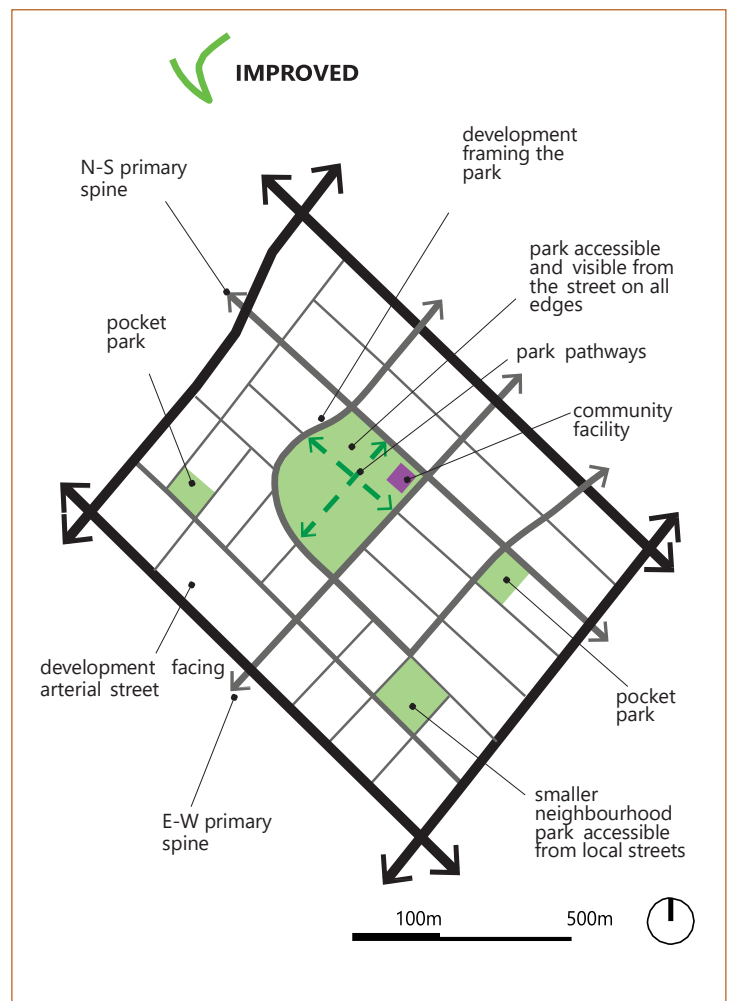 IMPROVED
development
framing the
park
N-S primary
spine
park accessible
and visible from
the street on all
edges
pocket
park
park pathways
community
facility
development facing
arterial street
pocket
park
smaller
neighbourhood
park accessible
from local streets
E-W primary
spine
100m 500m